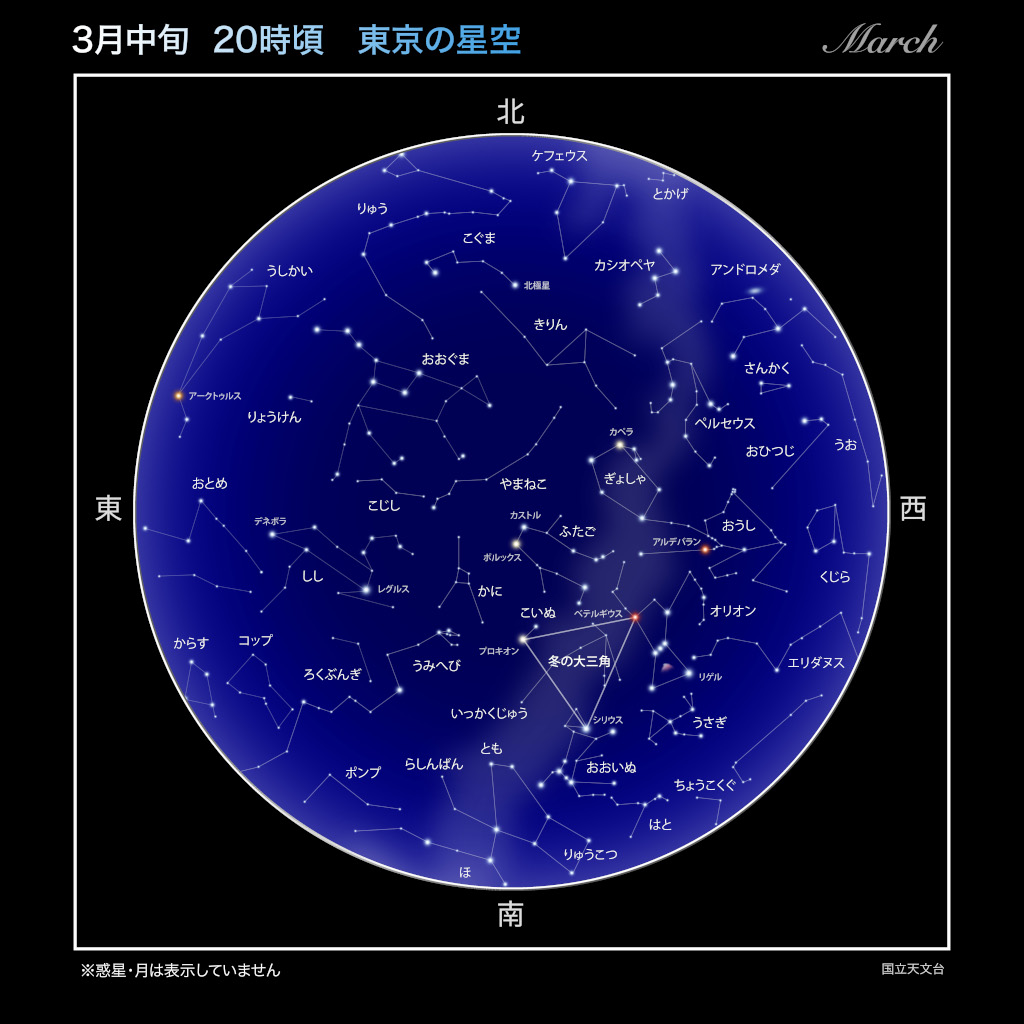 3月中旬 20時頃 東京の星空
March
北
ケフェウス
とかげ
りゅう
こぐま
うしかい
カシオペヤ
アンドロメダ
北極星
きりん
おおぐま
さんかく
アークトゥルス
りょうけん
ペルセウス
カペラ
おひつじ
うお
ぎょしゃ
おとめ
やまねこ
こじし
東
西
デネボラ
カストル
ふたご
おうし
アルデバラン
ポルックス
しし
レグルス
かに
くじら
こいぬ
ベテルギウス
オリオン
からす
コップ
プロキオン
うみへび
冬の大三角
エリダヌス
ろくぶんぎ
リゲル
いっかくじゅう
シリウス
うさぎ
とも
らしんばん
ポンプ
おおいぬ
ちょうこくぐ
はと
りゅうこつ
ほ
南
※惑星・月は表示していません
国立天文台